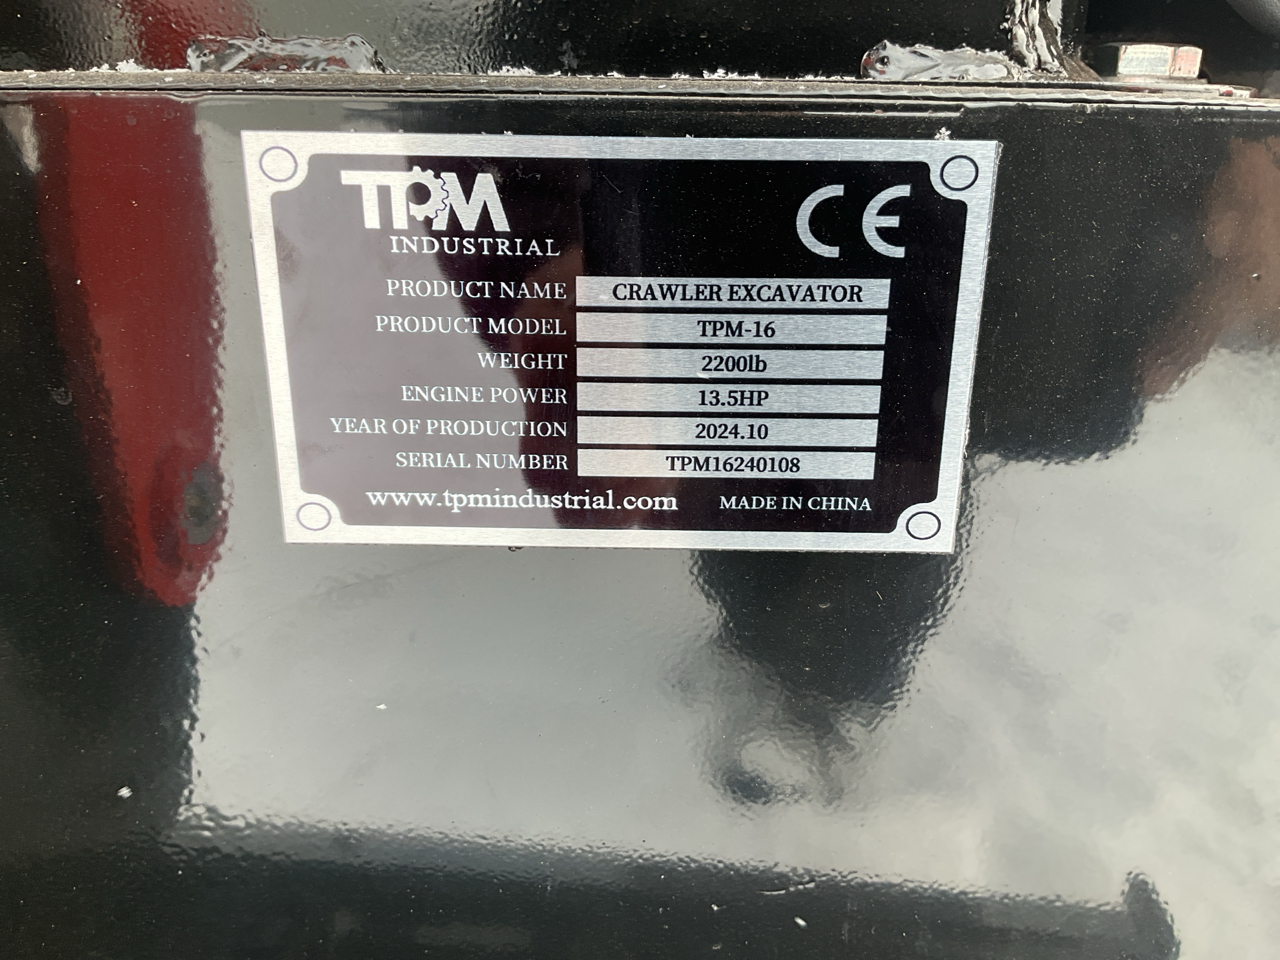 TPM
INDUSTRIAL
CE
PRODUCT NAME CRAWLER EXCAVATOR
PRODUCT MODEL TPM-16
WEIGHT 2200lb
ENGINE POWER 13.5HP
YEAR OF PRODUCTION 2024.10
SERIAL NUMBER TPM16240108
www.tpmindustrial.com MADE IN CHINA